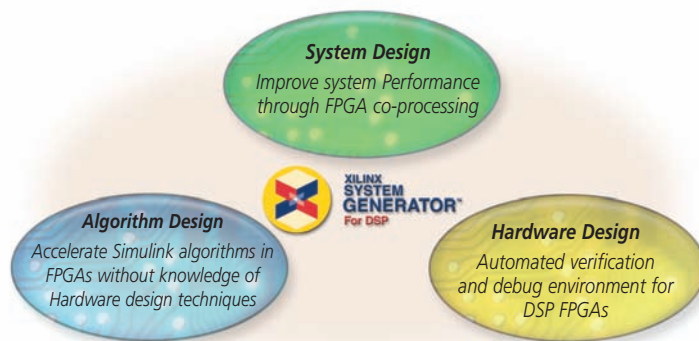 System Design
Improve system Performance
through FPGA co-processing
XILINX
SYSTEM
GENERATOR™
For DSP
Algorithm Design
Accelerate Simulink algorithms in
FPGAs without knowledge of
Hardware design techniques
Hardware Design
Automated verification
and debug environment for
DSP FPGAs